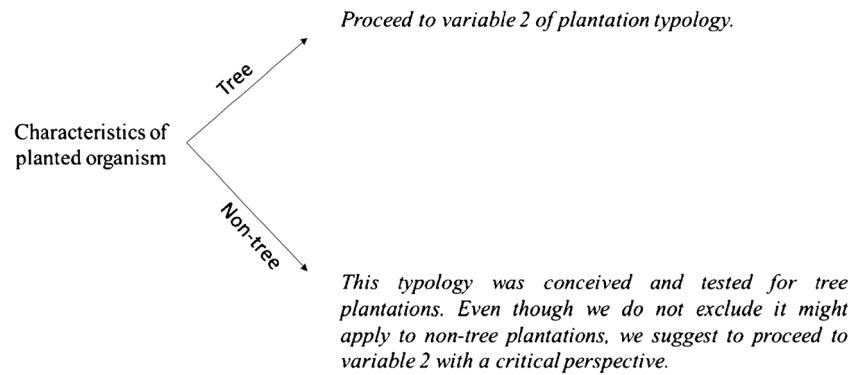 Proceed to variable 2 of plantation typology.
Tree
Characteristics of
planted organism
Non-tree
This typology was conceived and tested for tree
plantations. Even though we do not exclude it might
apply to non-tree plantations, we suggest to proceed to
variable 2 with a critical perspective.